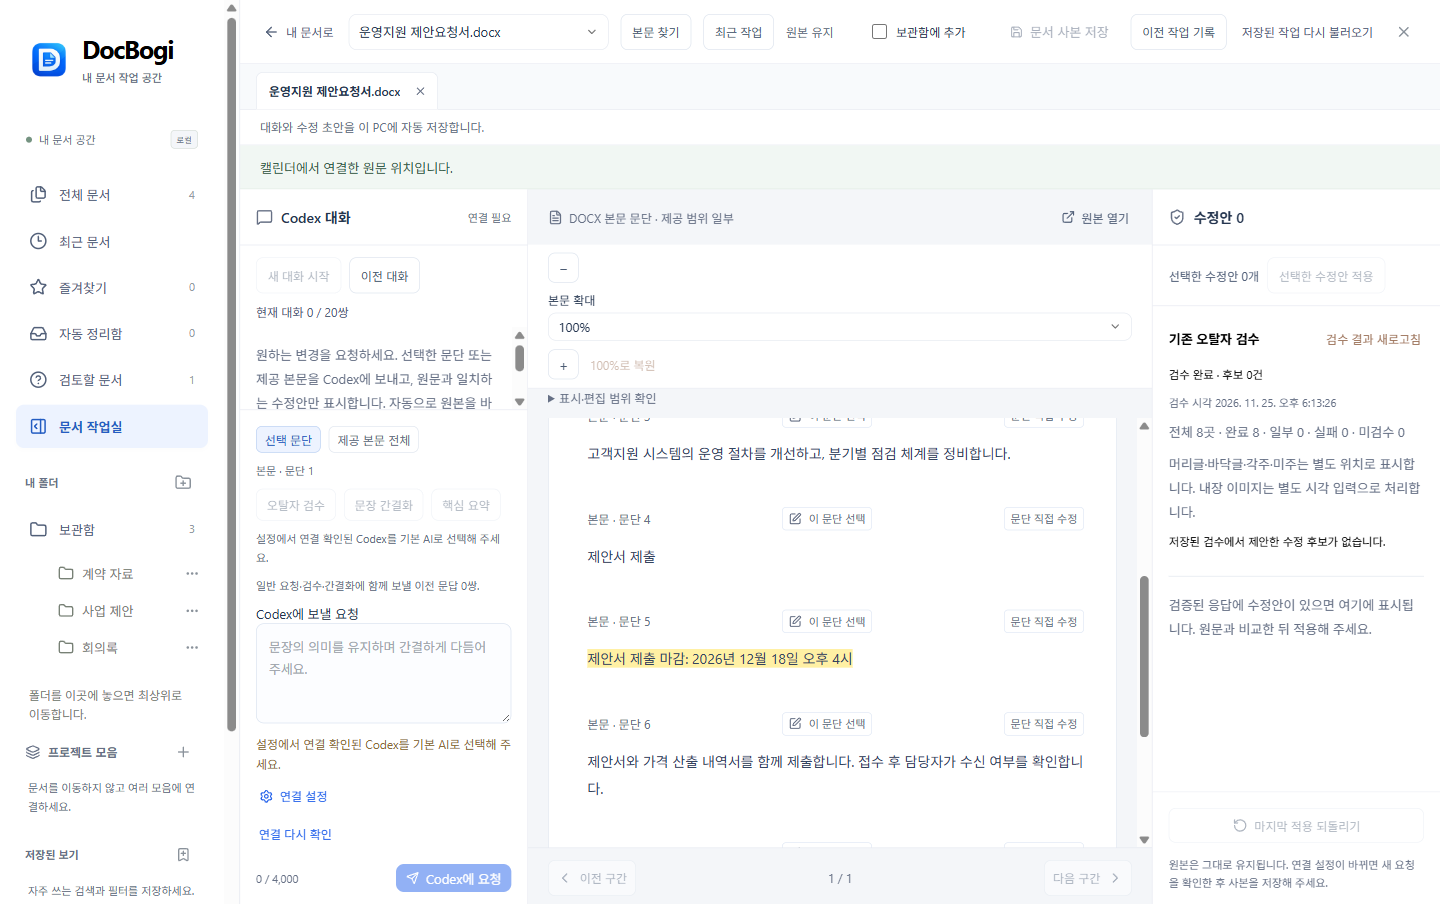 DocBogi
내 문서 작업 공간
내 문서 공간
로컬
전체 문서
4
최근 문서
즐겨찾기
0
자동 정리함
0
검토할 문서
1
문서 작업실
내 폴더
보관함
3
계약 자료
사업 제안
회의록
폴더를 이곳에 놓으면 최상위로
이동합니다.
프로젝트 모음
문서를 이동하지 않고 여러 모음에 연
결하세요.
저장된 보기
자주 쓰는 검색과 필터를 저장하세요.
내 문서로
운영지원 제안요청서.docx
본문 찾기
최근 작업
원본 유지
보관함에 추가
문서 사본 저장
이전 작업 기록
저장된 작업 다시 불러오기
운영지원 제안요청서.docx
대화와 수정 초안을 이 PC에 자동 저장합니다.
캘린더에서 연결한 원문 위치입니다.
Codex 대화
연결 필요
새 대화 시작
이전 대화
현재 대화 0 / 20쌍
원하는 변경을 요청하세요. 선택한 문단 또는
제공 본문을 Codex에 보내고, 원문과 일치하
는 수정안만 표시합니다. 자동으로 원본을 바
선택 문단
제공 본문 전체
본문 · 문단 1
오탈자 검수
문장 간결화
핵심 요약
설정에서 연결 확인된 Codex를 기본 AI로 선택해 주세
요.
일반 요청·검수·간결화에 함께 보낼 이전 문답 0쌍.
Codex에 보낼 요청
문장의 의미를 유지하며 간결하게 다듬어
주세요.
설정에서 연결 확인된 Codex를 기본 AI로 선택해 주
세요.
연결 설정
연결 다시 확인
0 / 4,000
Codex에 요청
DOCX 본문 문단 · 제공 범위 일부
원본 열기
−
본문 확대
100%
+
100%로 복원
표시·편집 범위 확인
고객지원 시스템의 운영 절차를 개선하고, 분기별 점검 체계를 정비합니다.
본문 · 문단 4
이 문단 선택
문단 직접 수정
제안서 제출
본문 · 문단 5
이 문단 선택
문단 직접 수정
제안서 제출 마감: 2026년 12월 18일 오후 4시
본문 · 문단 6
이 문단 선택
문단 직접 수정
제안서와 가격 산출 내역서를 함께 제출합니다. 접수 후 담당자가 수신 여부를 확인합니
다.
이전 구간
1 / 1
다음 구간
수정안 0
선택한 수정안 0개
선택한 수정안 적용
기존 오탈자 검수
검수 결과 새로고침
검수 완료 · 후보 0건
검수 시각 2026. 11. 25. 오후 6:13:26
전체 8곳 · 완료 8 · 일부 0 · 실패 0 · 미검수 0
머리글·바닥글·각주·미주는 별도 위치로 표시합
니다. 내장 이미지는 별도 시각 입력으로 처리합
니다.
저장된 검수에서 제안한 수정 후보가 없습니다.
검증된 응답에 수정안이 있으면 여기에 표시됩
니다. 원문과 비교한 뒤 적용해 주세요.
마지막 적용 되돌리기
원본은 그대로 유지됩니다. 연결 설정이 바뀌면 새 요청
을 확인한 후 사본을 저장해 주세요.